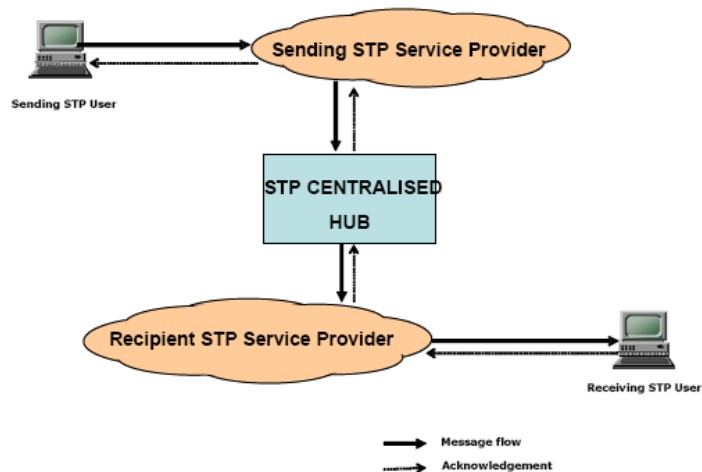 Sending STP Service Provider
Sending STP User
STP CENTRALISED
HUB
Recipient STP Service Provider
Receiving STP User
Message flow
Acknowledgement